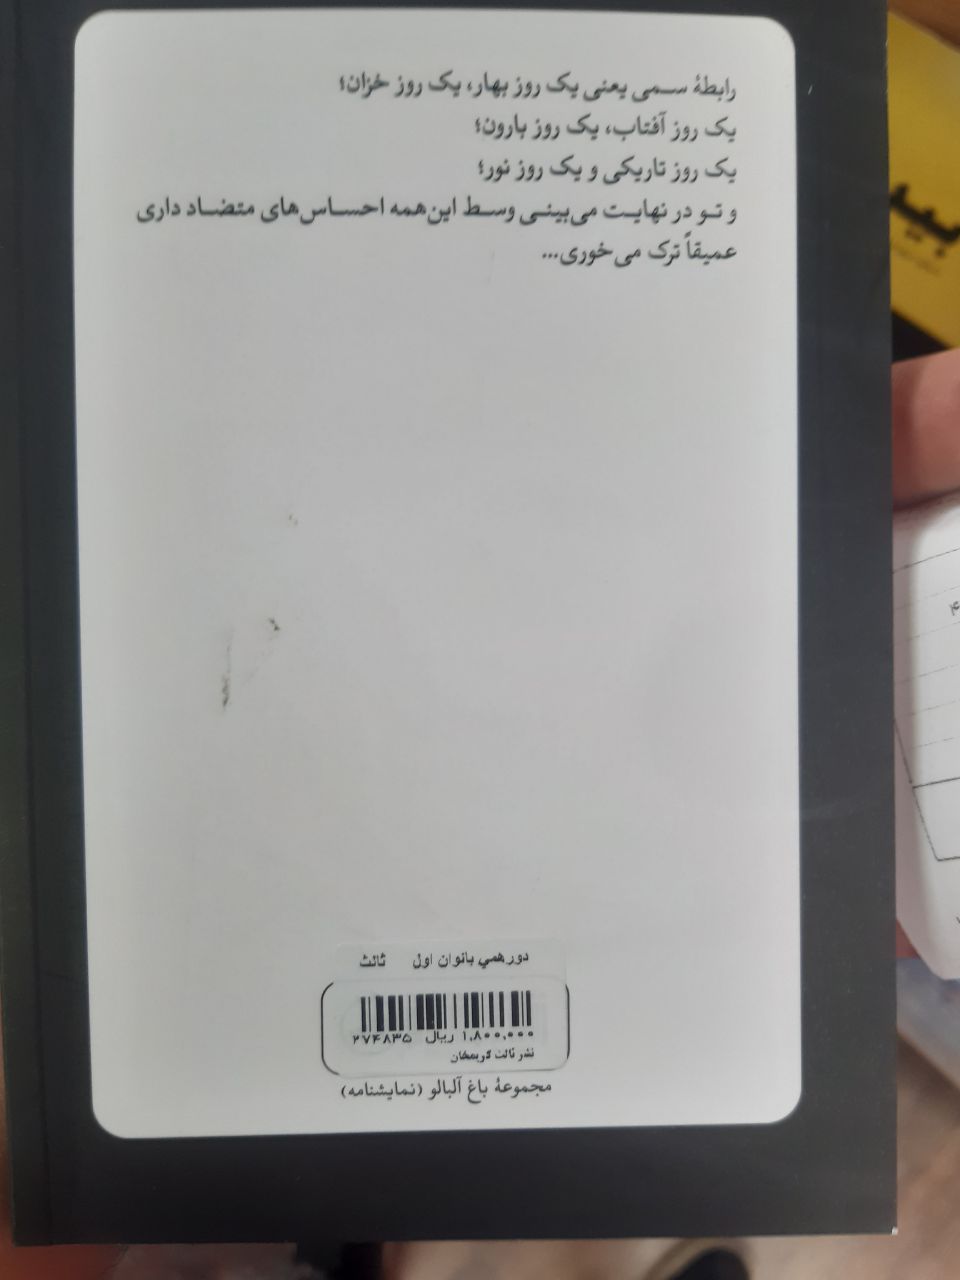 رابطهٔ سمی یعنی یک روز بهار، یک روز خزان؛
یک روز آفتاب، یک روز بارون؛
یک روز تاریکی و یک روز نور؛
و تو در نهایت می‌بینی وسط این‌همه احساس‌های متضاد داری
عمیقاً ترک می‌خوری...
دورهمي بانوان اول ثالث
۲۷۴۸۳۵ ۱,۸۰۰,۰۰۰ ریال
نشر ثالث کریمخان
مجموعهٔ باغ آلبالو (نمایشنامه)